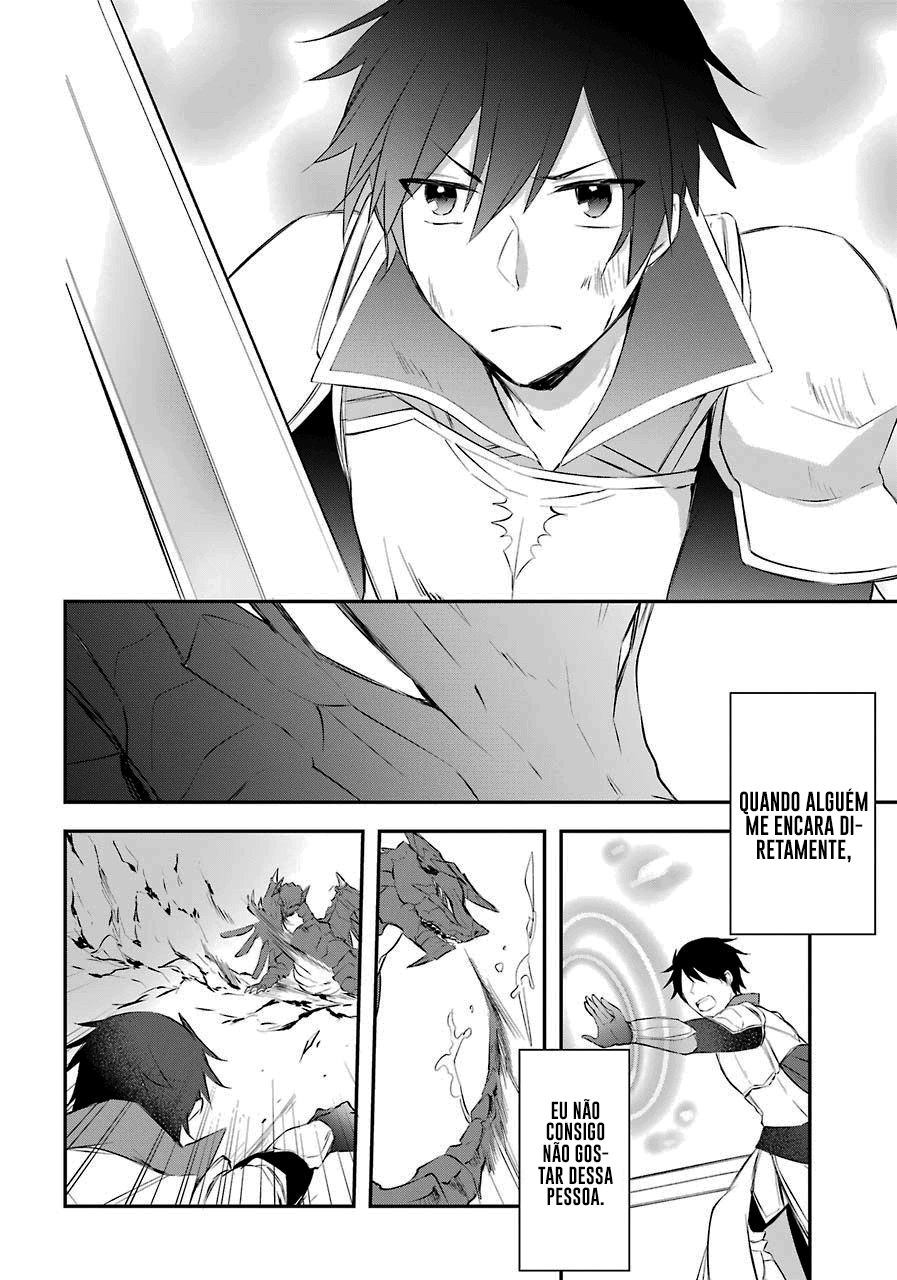 QUANDO ALGUÉM
ME ENCARA DI-
RETAMENTE,
EU NÃO
CONSIGO
NÃO GOS-
TAR DESSA
PESSOA.